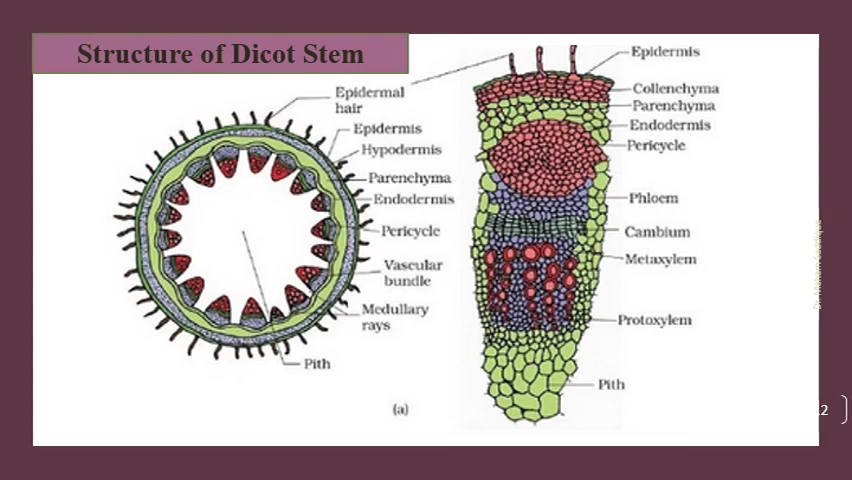 Structure of Dicot Stem
Epidermal
hair
Epidermis
Hypodermis
Parenchyma
Endodermis
Pericycle
Vascular
bundle
Medullary
rays
Pith
(a)
Epidermis
Collenchyma
Parenchyma
Endodermis
Pericycle
Phloem
Cambium
Metaxylem
Protoxylem
Pith